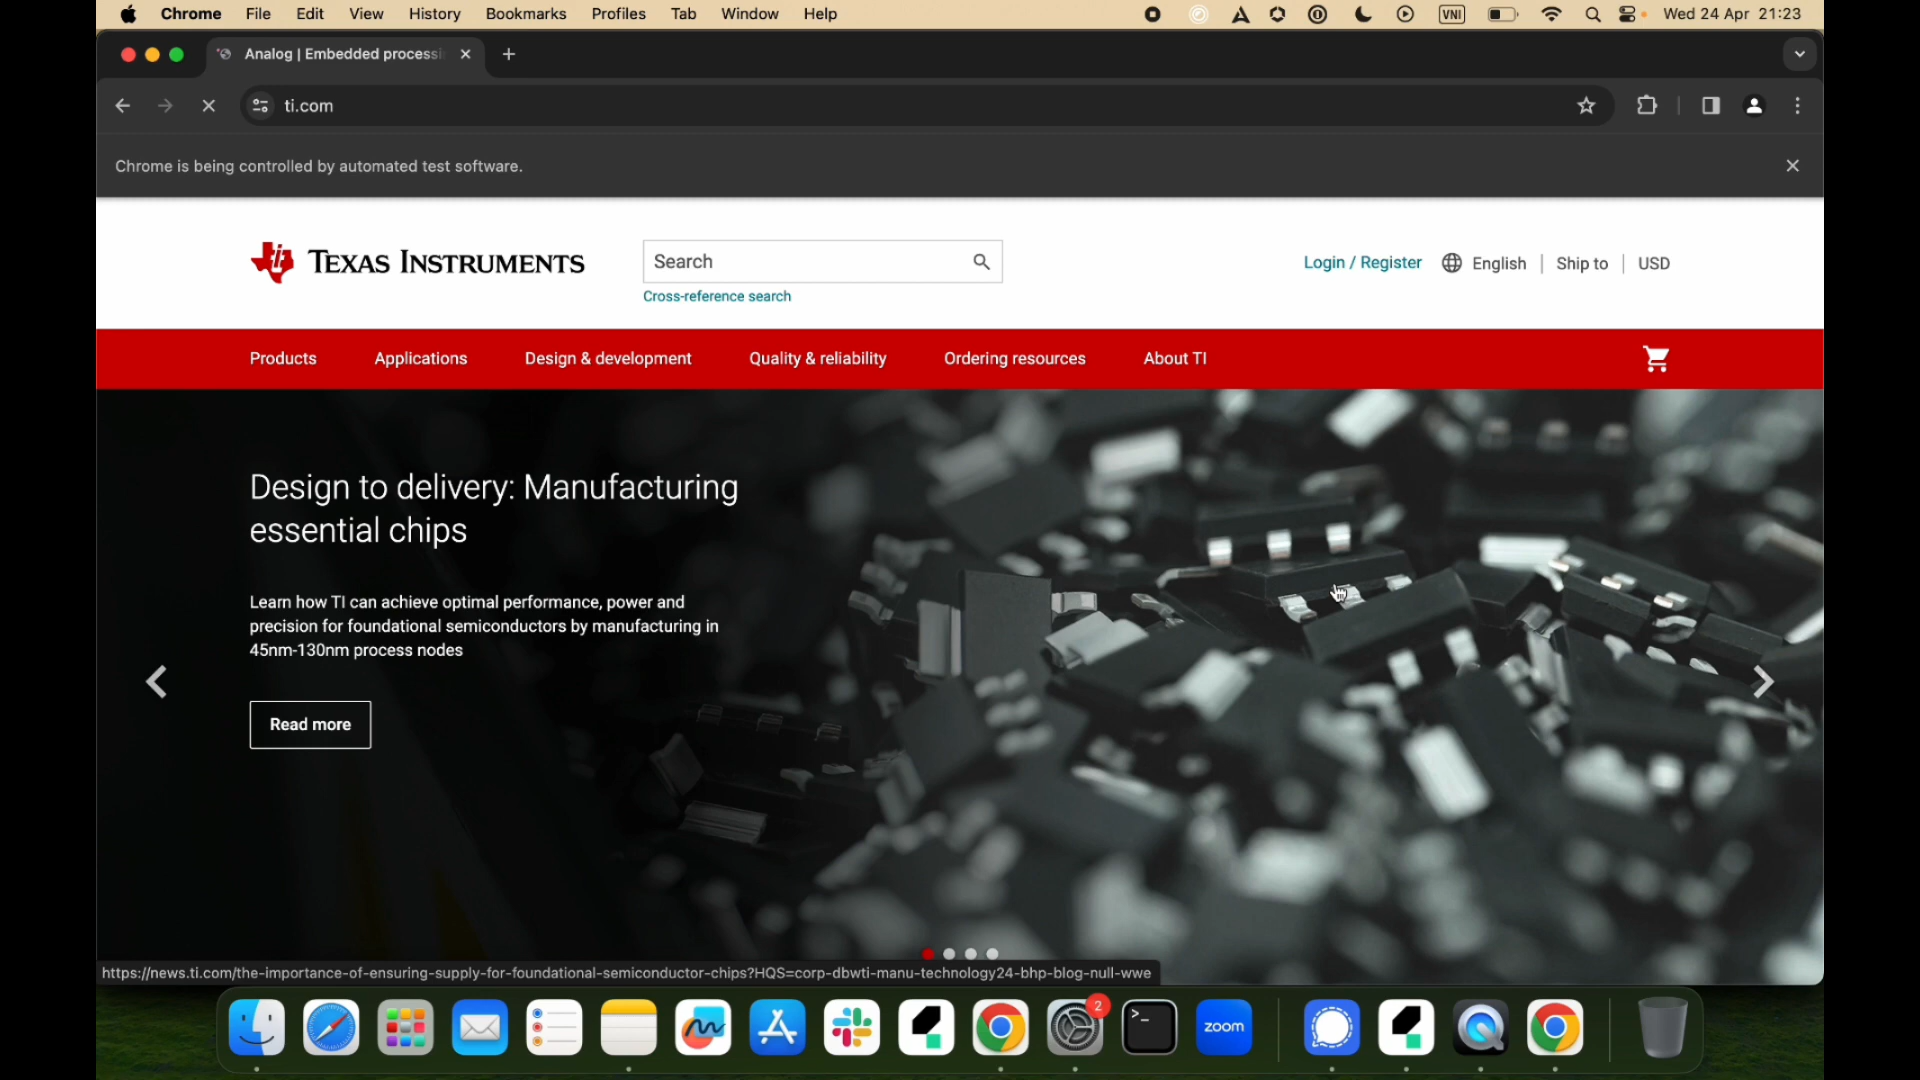 Chrome File Edit View History Bookmarks Profiles Tab Window Help VNI Wed 24 Apr 21:23
Analog | Embedded processi
ti.com
Chrome is being controlled by automated test software.
TEXAS INSTRUMENTS
Search
Login / Register English Ship to USD
Cross-reference search
Products Applications Design & development Quality & reliability Ordering resources About TI
Design to delivery: Manufacturing
essential chips
Learn how TI can achieve optimal performance, power and
precision for foundational semiconductors by manufacturing in
45nm-130nm process nodes
Read more
https://news.ti.com/the-importance-of-ensuring-supply-for-foundational-semiconductor-chips?HQS=corp-dbwti-manu-technology24-bhp-blog-null-wwe
2
zoom